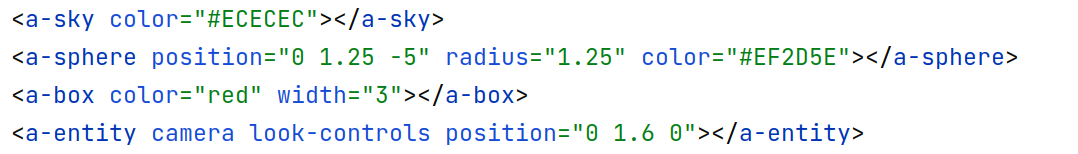 <a-sky color="#ECECEC"></a-sky>
<a-sphere position="0 1.25 -5" radius="1.25" color="#EF2D5E"></a-sphere>
<a-box color="red" width="3"></a-box>
<a-entity camera look-controls position="0 1.6 0"></a-entity>